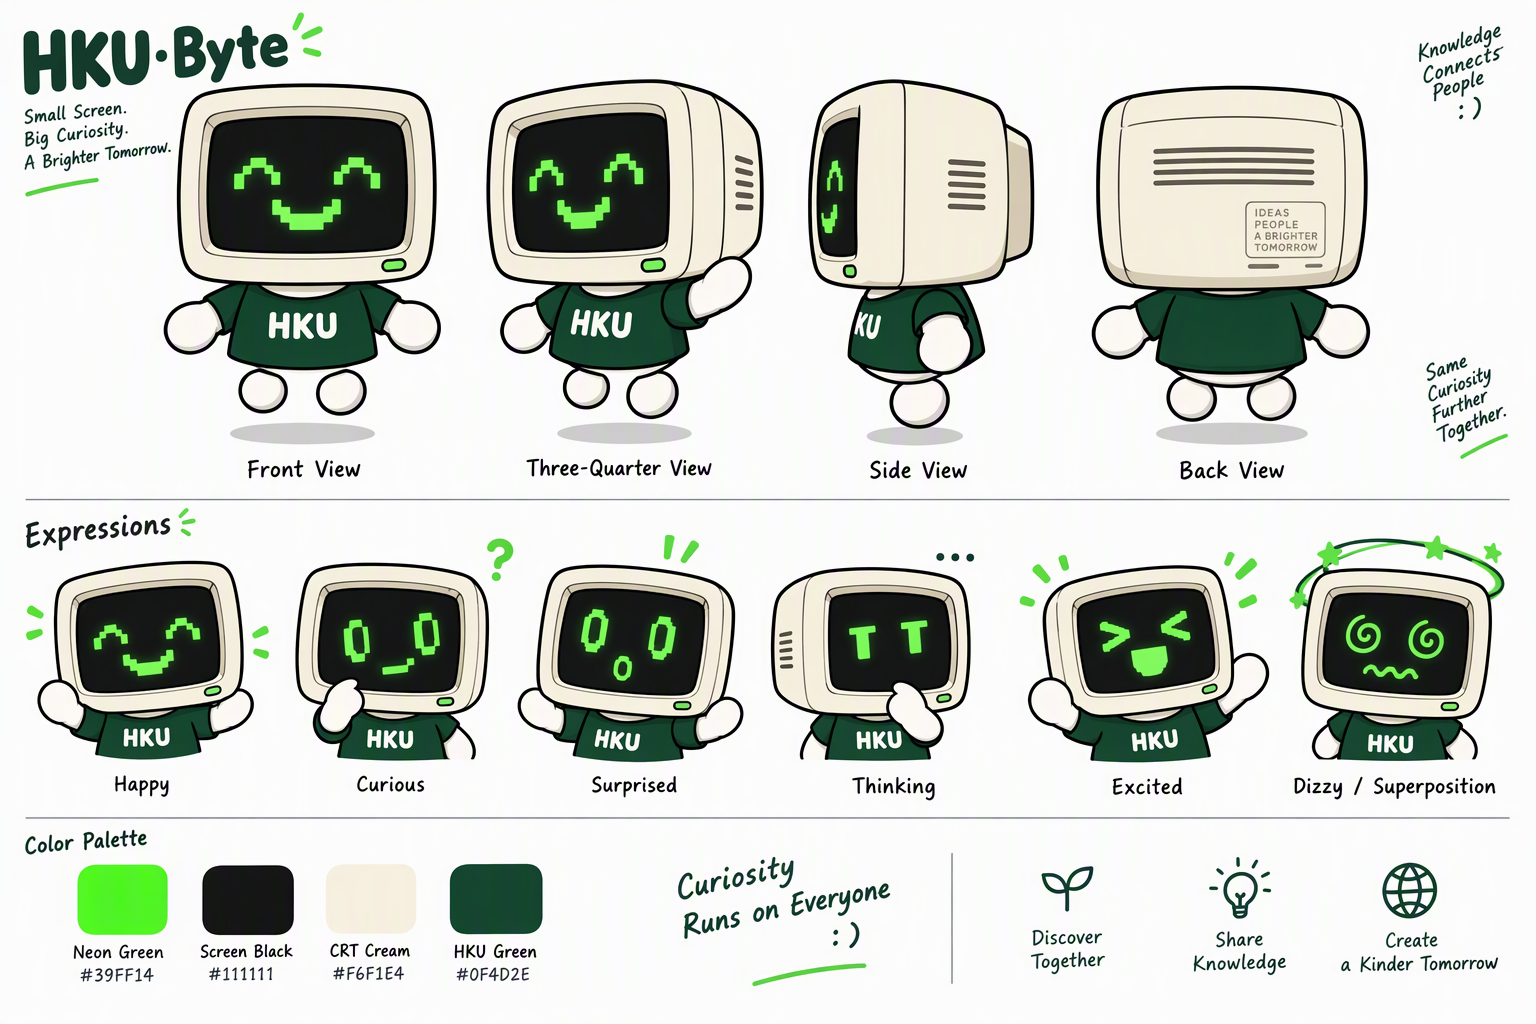 HKU·Byte
Small Screen.
Big Curiosity.
A Brighter Tomorrow.
Knowledge
Connects
People
:)
HKU
HKU
KU
IDEAS
PEOPLE
A BRIGHTER
TOMORROW
Same
Curiosity
Further
Together.
Front View
Three-Quarter View
Side View
Back View
Expressions
?
...
HKU
HKU
HKU
HKU
HKU
HKU
Happy
Curious
Surprised
Thinking
Excited
Dizzy / Superposition
Color Palette
Neon Green
#39FF14
Screen Black
#111111
CRT Cream
#F6F1E4
HKU Green
#0F4D2E
Curiosity
Runs on Everyone
:)
Discover
Together
Share
Knowledge
Create
a Kinder Tomorrow